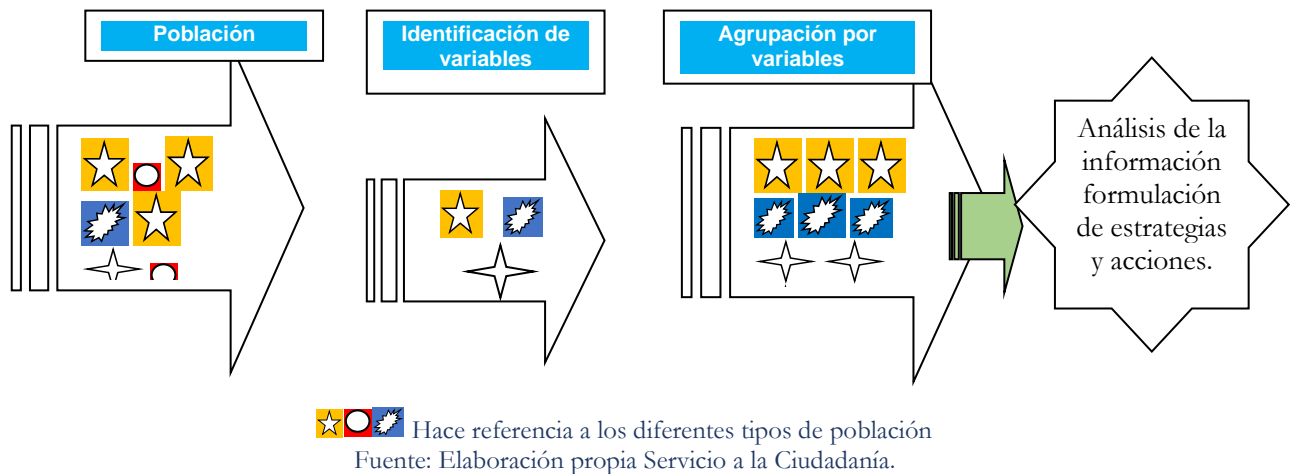 Población
Identificación de
variables
Agrupación por
variables
Análisis de la
información
formulación
de estrategias
y acciones.
Hace referencia a los diferentes tipos de población
Fuente: Elaboración propia Servicio a la Ciudadanía.